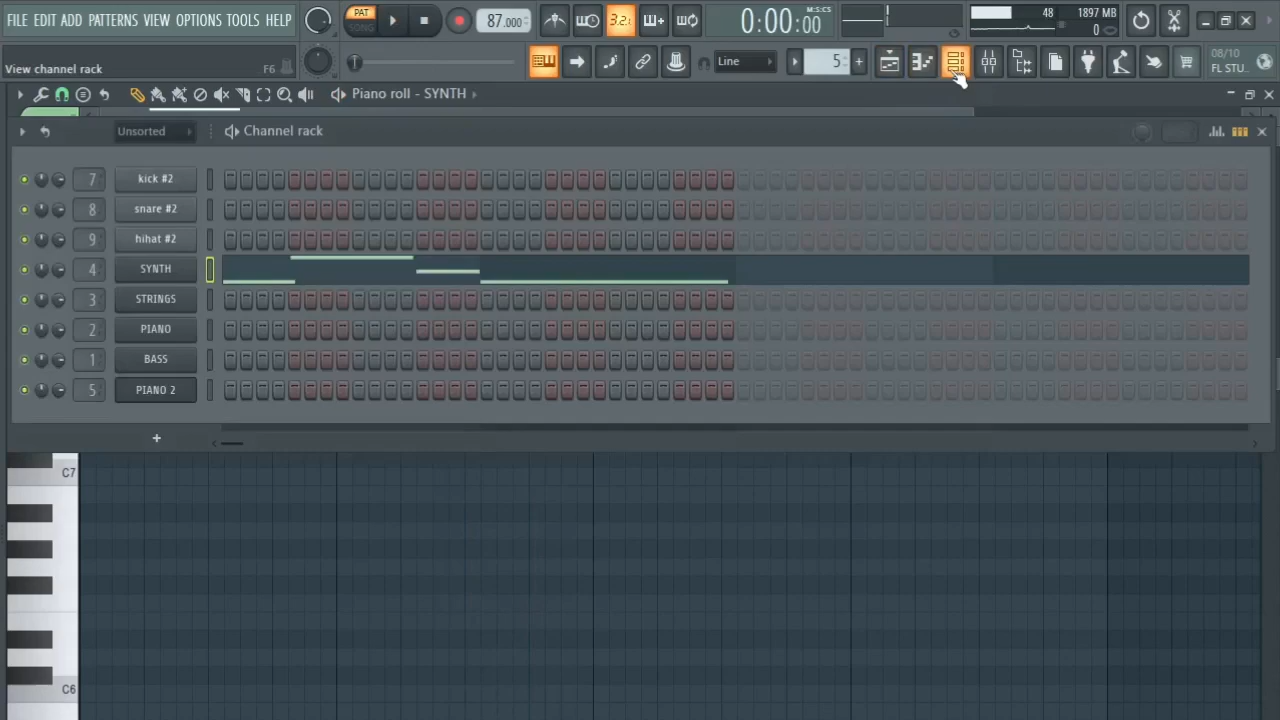 FILE EDIT ADD PATTERNS VIEW OPTIONS TOOLS HELP
PAT
SONG
87.000
3.2.
0:00:00
M:S:CS
48
1897 MB
0
View channel rack
F6
Line
5
08/10
FL STU..
Piano roll - SYNTH
Unsorted
Channel rack
7
kick #2
8
snare #2
9
hihat #2
4
SYNTH
3
STRINGS
2
PIANO
1
BASS
5
PIANO 2
+
C7
C6